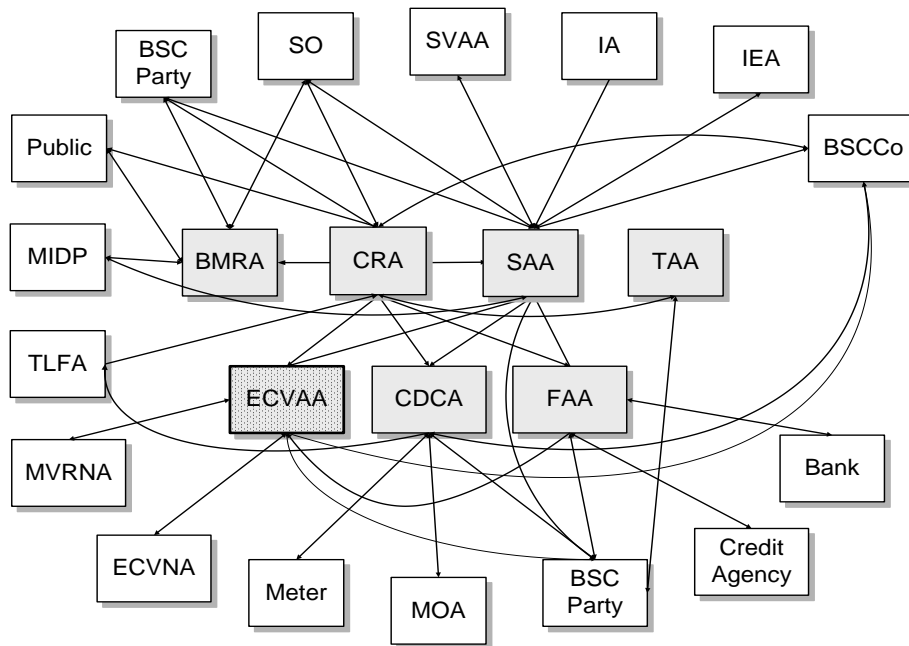 BSC
Party
SO
SVAA
IA
IEA
Public
BSCCo
MIDP
BMRA
CRA
SAA
TAA
TLFA
ECVAA
CDCA
FAA
MVRNA
Bank
ECVNA
Meter
MOA
BSC
Party
Credit
Agency